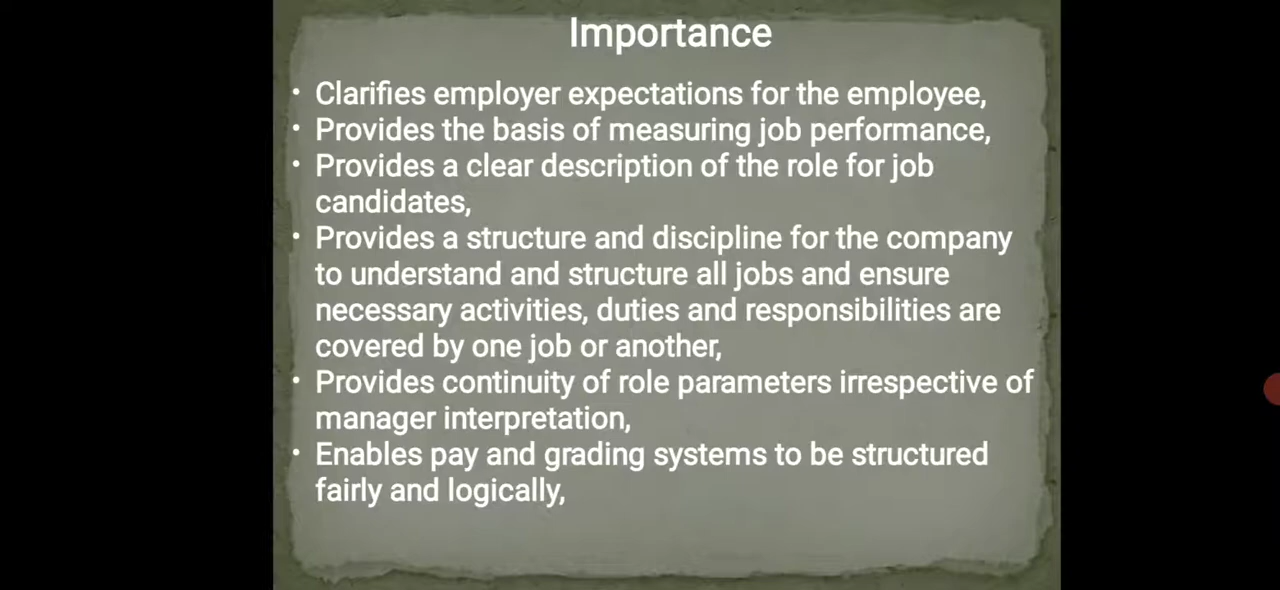 Importance
• Clarifies employer expectations for the employee,
• Provides the basis of measuring job performance,
• Provides a clear description of the role for job
candidates,
• Provides a structure and discipline for the company
to understand and structure all jobs and ensure
necessary activities, duties and responsibilities are
covered by one job or another,
• Provides continuity of role parameters irrespective of
manager interpretation,
• Enables pay and grading systems to be structured
fairly and logically,